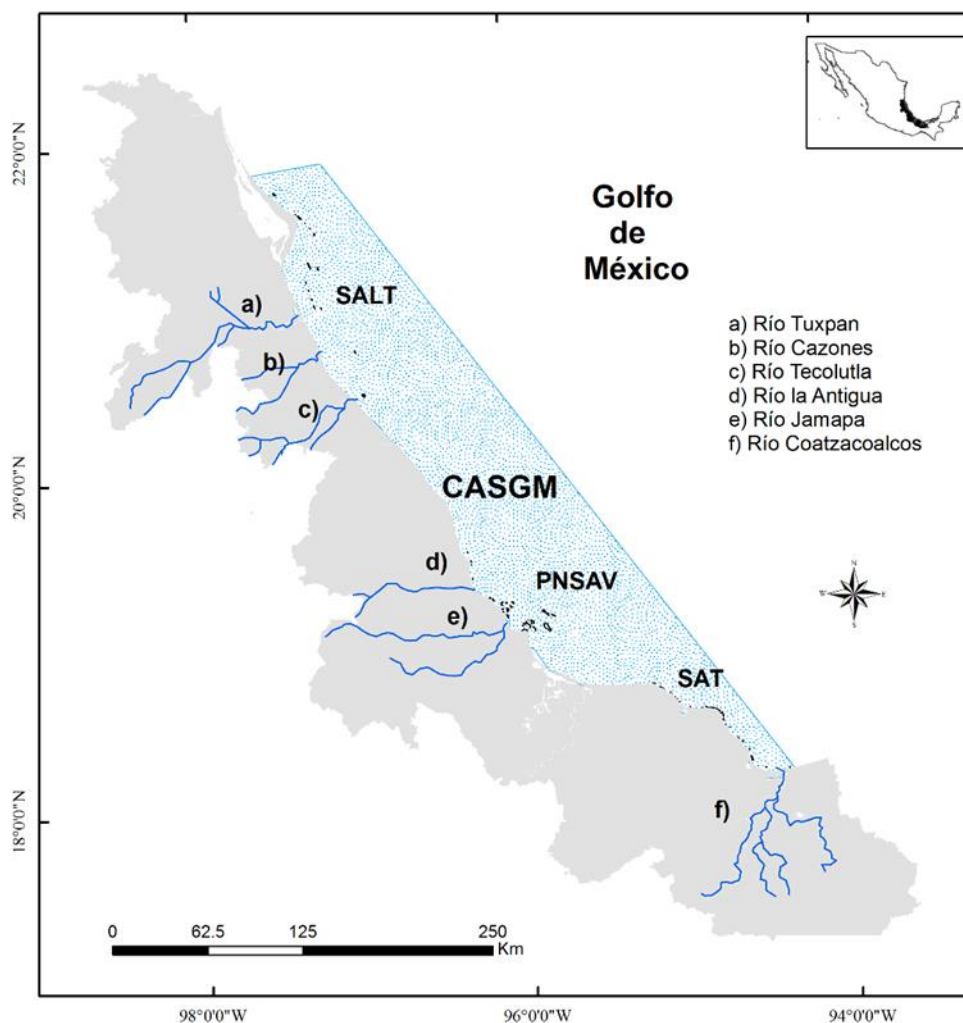 Golfo
de
México
SALT
CASGM
PNSAV
SAT
a)
b)
c)
d)
e)
f)
a) Río Tuxpan
b) Río Cazones
c) Río Tecolutla
d) Río la Antigua
e) Río Jamapa
f) Río Coatzacoalcos
N
W
E
S
22°0'0"N
20°0'0"N
18°0'0"N
0 62.5 125 250
Km
98°0'0"W 96°0'0"W 94°0'0"W